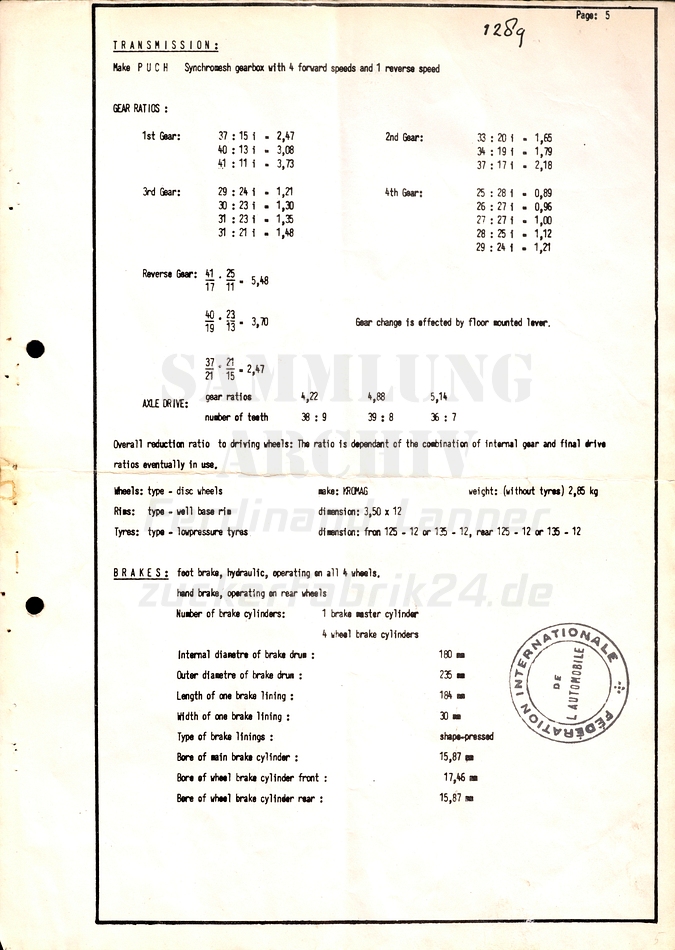 Page: 5
128g
TRANSMISSION:
Make PUCH Synchromesh gearbox with 4 forward speeds and 1 reverse speed
GEAR RATIOS :
1st Gear: 37 : 15 i = 2,47 2nd Gear: 33 : 20 i = 1,65
40 : 13 i = 3,08 34 : 19 i = 1,79
41 : 11 i = 3,73 37 : 17 i = 2,18
3rd Gear: 29 : 24 i = 1,21 4th Gear: 25 : 28 i = 0,89
30 : 23 i = 1,30 26 : 27 i = 0,96
31 : 23 i = 1,35 27 : 27 i = 1,00
31 : 21 i = 1,48 28 : 25 i = 1,12
29 : 24 i = 1,21
Reverse Gear: 41/17 . 25/11 = 5,48
40/19 . 23/13 = 3,70 Gear change is effected by floor mounted lever.
37/21 . 21/15 = 2,47
SAMMLUNG
AXLE DRIVE: gear ratios 4,22 4,88 5,14
number of teeth 38 : 9 39 : 8 36 : 7
Overall reduction ratio to driving wheels: The ratio is dependant of the combination of internal gear and final drive
ARCHIV
ratios eventually in use.
Wheels: type - disc wheels make: KROMAG weight: (without tyres) 2,85 kg
Rims: type - well base rim dimension: 3,50 x 12
Ferdinand Lanner
Tyres: type - lowpressure tyres dimension: fron 125 - 12 or 135 - 12, rear 125 - 12 or 135 - 12
BRAKES: foot brake, hydraulic, operating on all 4 wheels,
hand brake, operating on rear wheels
zuckerfabrik24.de
Number of brake cylinders: 1 brake master cylinder
4 wheel brake cylinders
Internal diametre of brake drum : 180 mm
Outer diametre of brake drum : 235 mm
Length of one brake lining : 184 mm
Width of one brake lining : 30 mm
Type of brake linings : shape-pressed
Bore of main brake cylinder : 15,87 mm
Bore of wheel brake cylinder front : 17,46 mm
Bore of wheel brake cylinder rear : 15,87 mm
FÉDÉRATION INTERNATIONALE
DE
L'AUTOMOBILE